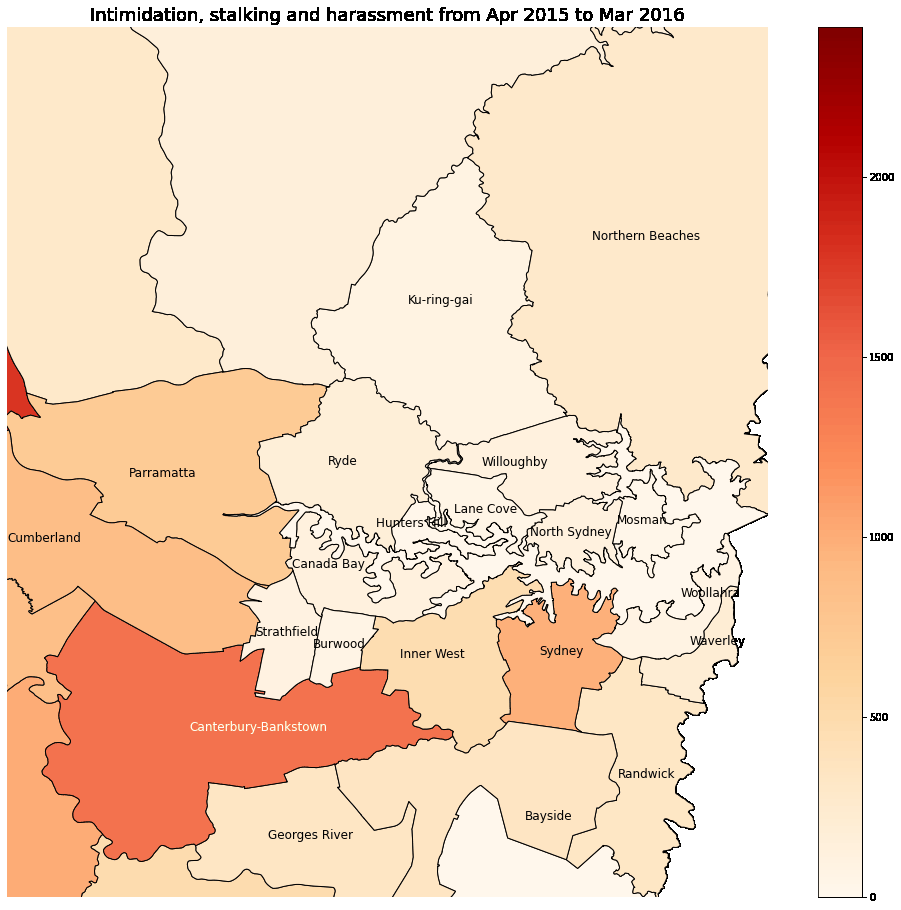 Intimidation, stalking and harassment from Apr 2015 to Mar 2016
2000
Northern Beaches
Ku-ring-gai
1500
Ryde
Willoughby
Parramatta
Lane Cove
Hunters Hill
Mosman
North Sydney
Cumberland
1000
Canada Bay
Woollahra
Strathfield
Burwood
Waverley
Inner West
Sydney
500
Canterbury-Bankstown
Randwick
Bayside
Georges River
0